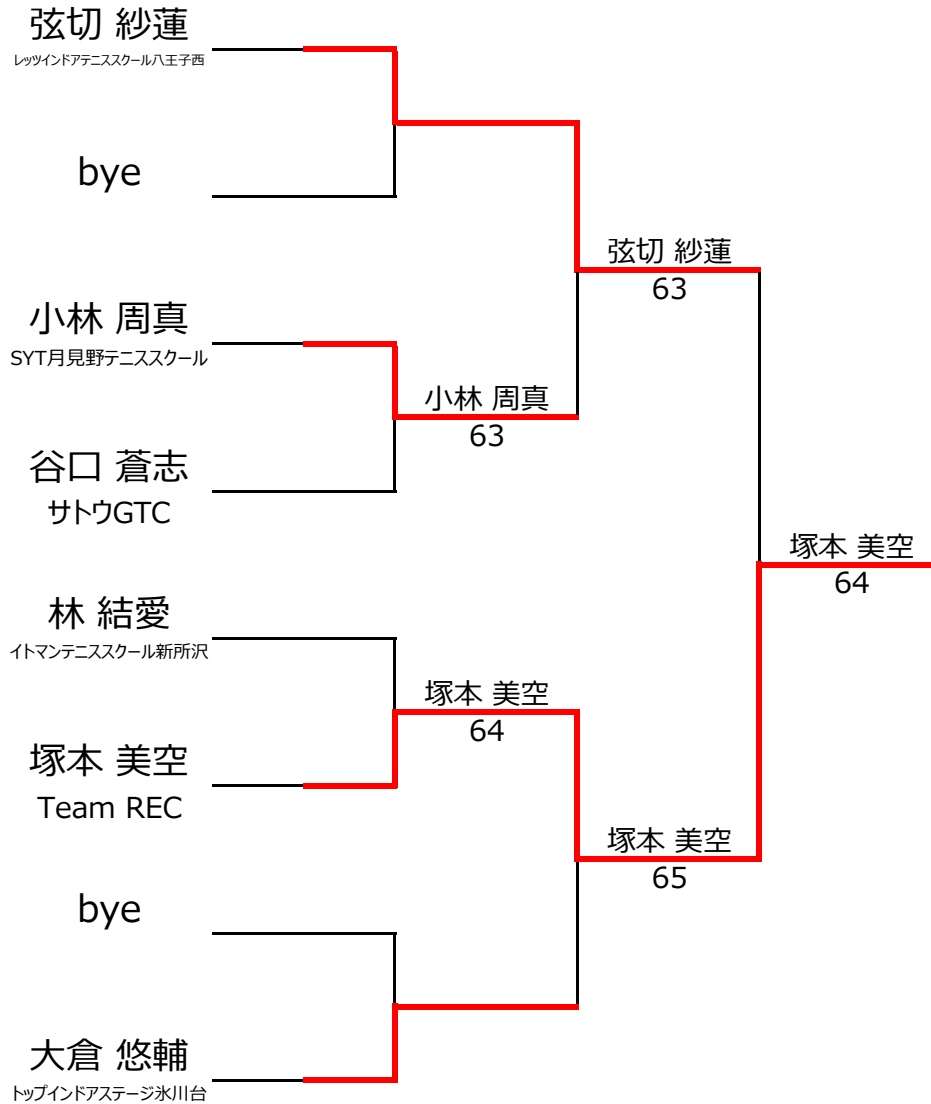 弦切 紗蓮
レッツインドアテニススクール八王子西
bye
小林 周真
SYT月見野テニススクール
谷口 蒼志
サトウGTC
林 結愛
イトマンテニススクール新所沢
塚本 美空
Team REC
bye
大倉 悠輔
トップインドアステージ氷川台
小林 周真
63
塚本 美空
64
弦切 紗蓮
63
塚本 美空
65
塚本 美空
64